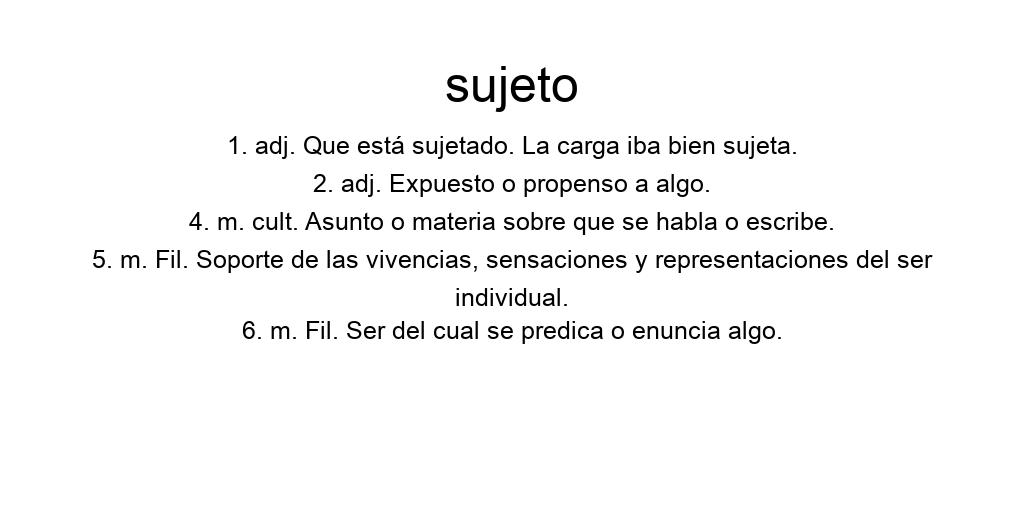 sujeto
1. adj. Que está sujetado. La carga iba bien sujeta.
2. adj. Expuesto o propenso a algo.
4. m. cult. Asunto o materia sobre que se habla o escribe.
5. m. Fil. Soporte de las vivencias, sensaciones y representaciones del ser
individual.
6. m. Fil. Ser del cual se predica o enuncia algo.